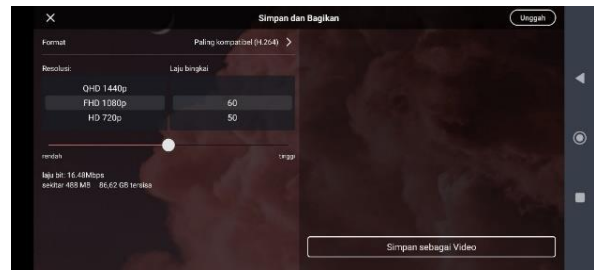 Simpan dan Bagikan
Unggah
Format
Paling kompatibel (H.264)
Resolusi:
Laju bingkai
QHD 1440p
FHD 1080p
60
HD 720p
50
rendah
tinggi
laju bit: 16.48Mbps
sekitar 488 MB 86,62 GB tersisa
Simpan sebagai Video